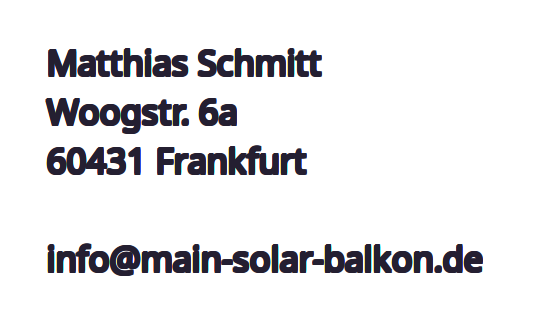 Matthias Schmitt
Woogstr. 6a
60431 Frankfurt
info@main-solar-balkon.de